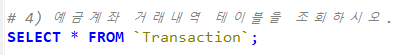 # 4) 예금계좌 거래내역 테이블을 조회하시오.
SELECT * FROM `Transaction`;